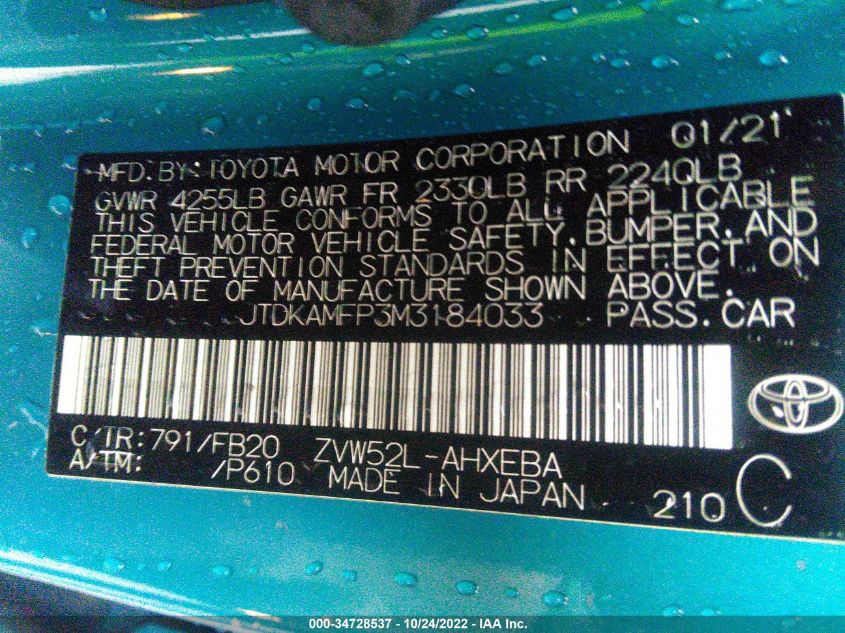 MFD. BY: TOYOTA MOTOR CORPORATION 01/21
GVWR 4255LB GAWR FR 2330LB RR 2240LB
THIS VEHICLE CONFORMS TO ALL APPLICABLE
FEDERAL MOTOR VEHICLE SAFETY, BUMPER, AND
THEFT PREVENTION STANDARDS IN EFFECT ON
THE DATE OF MANUFACTURE SHOWN ABOVE.
JTDKAMFP3M3184033 PASS. CAR
C/TR: 791/FB20 ZVW52L-AHXEBA
A/TM: /P610 MADE IN JAPAN 210 C
000-34728537 - 10/24/2022 - IAA Inc.